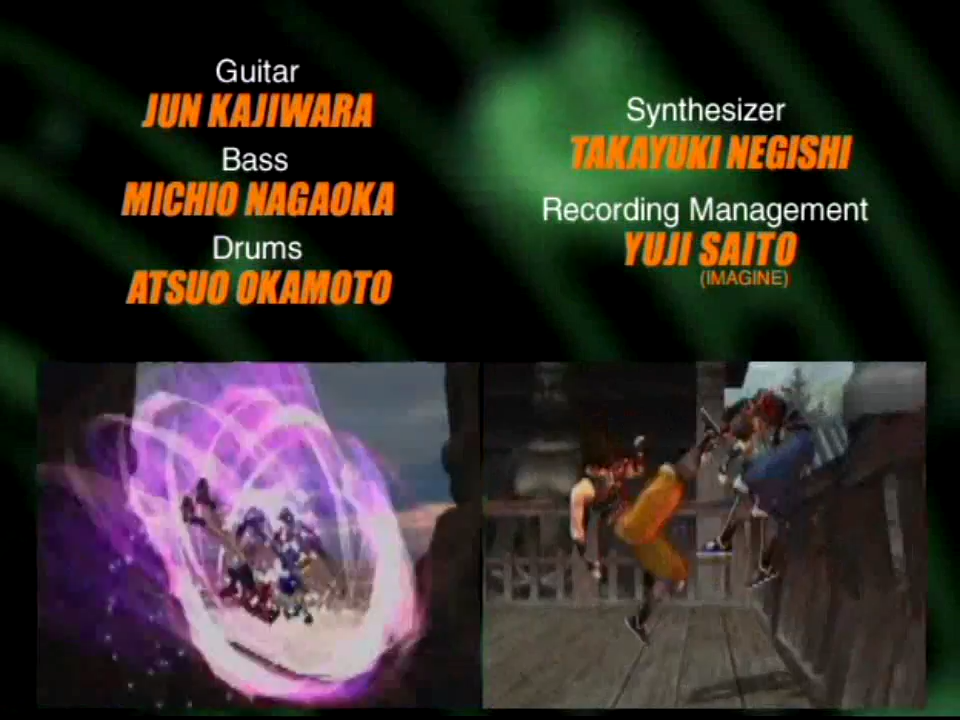 Guitar
JUN KAJIWARA
Bass
MICHIO NAGAOKA
Drums
ATSUO OKAMOTO
Synthesizer
TAKAYUKI NEGISHI
Recording Management
YUJI SAITO
(IMAGINE)